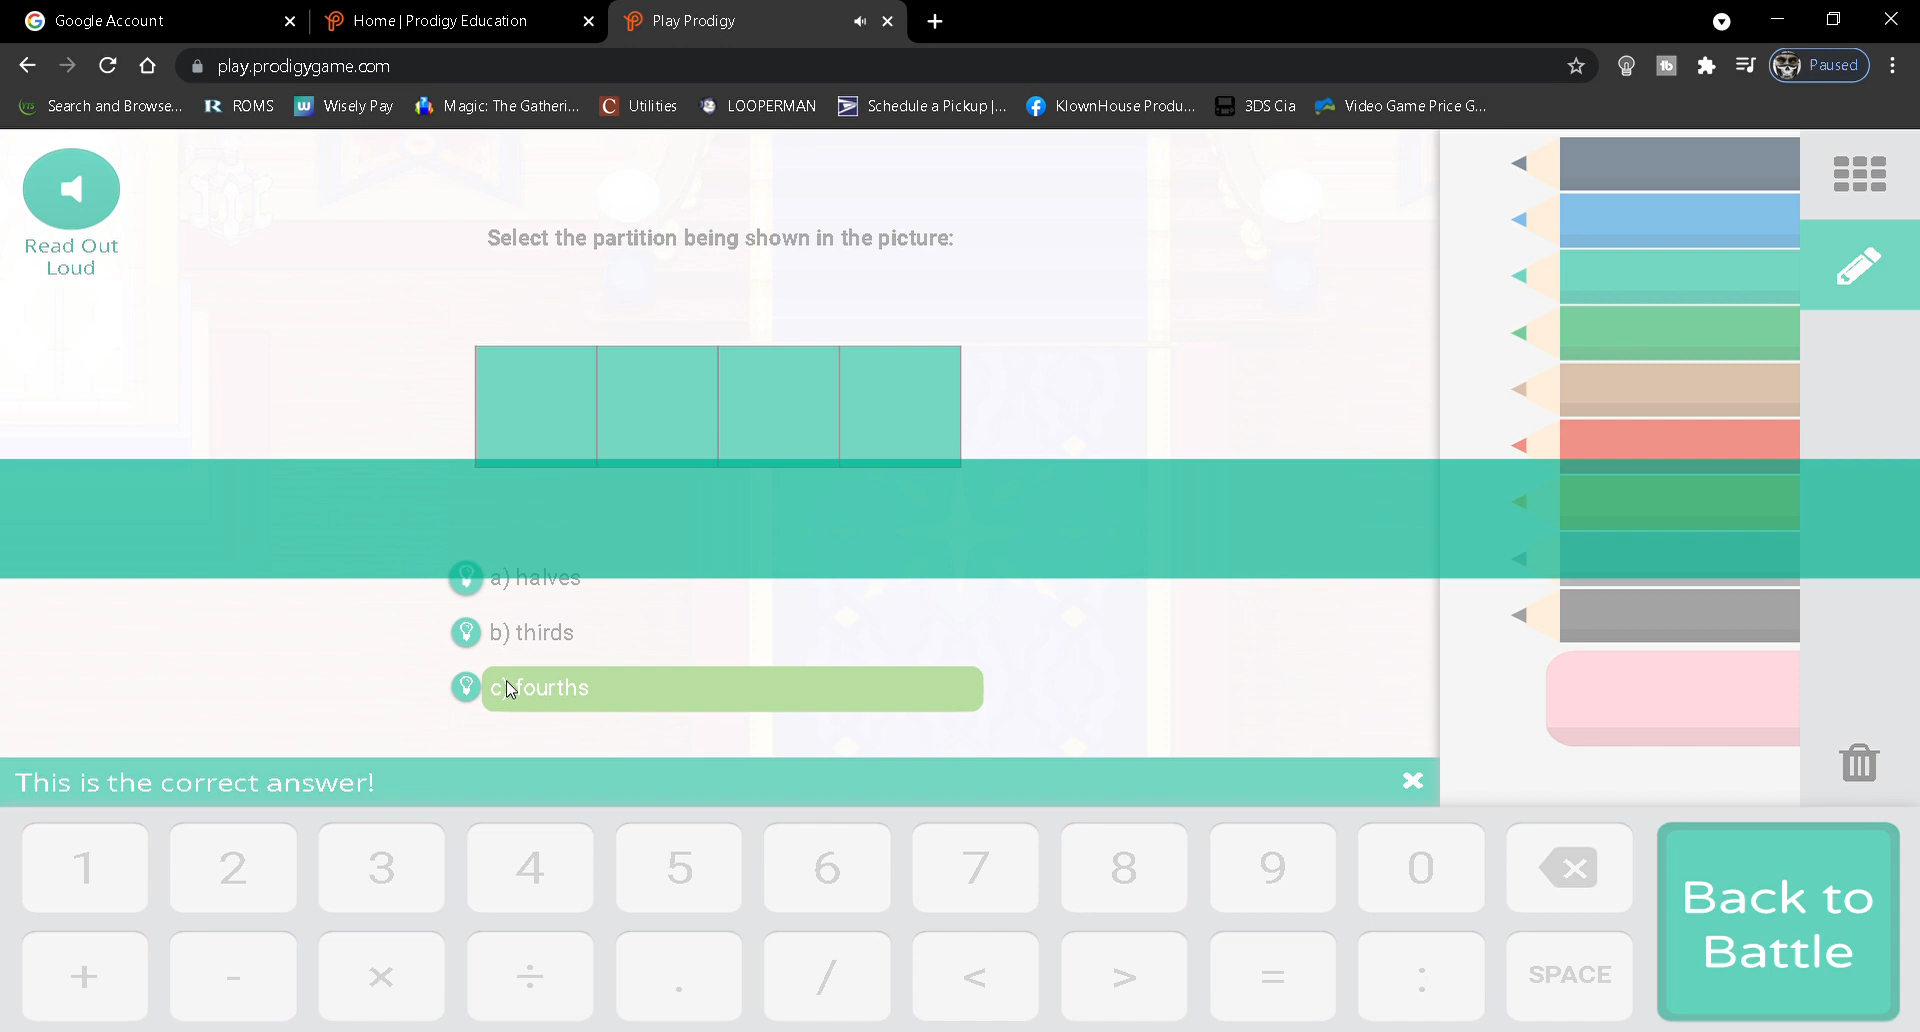 Google Account
Home | Prodigy Education
Play Prodigy
play.prodigygame.com
Paused
Search and Browse...
ROMS
Wisely Pay
Magic: The Gatheri...
Utilities
LOOPERMAN
Schedule a Pickup |...
KlownHouse Produ...
3DS Cia
Video Game Price G...
Read Out
Loud
Select the partition being shown in the picture:
a) halves
b) thirds
c) fourths
This is the correct answer!
1 2 3 4 5 6 7 8 9 0
+ - × ÷ . / < > = : SPACE
Back to
Battle